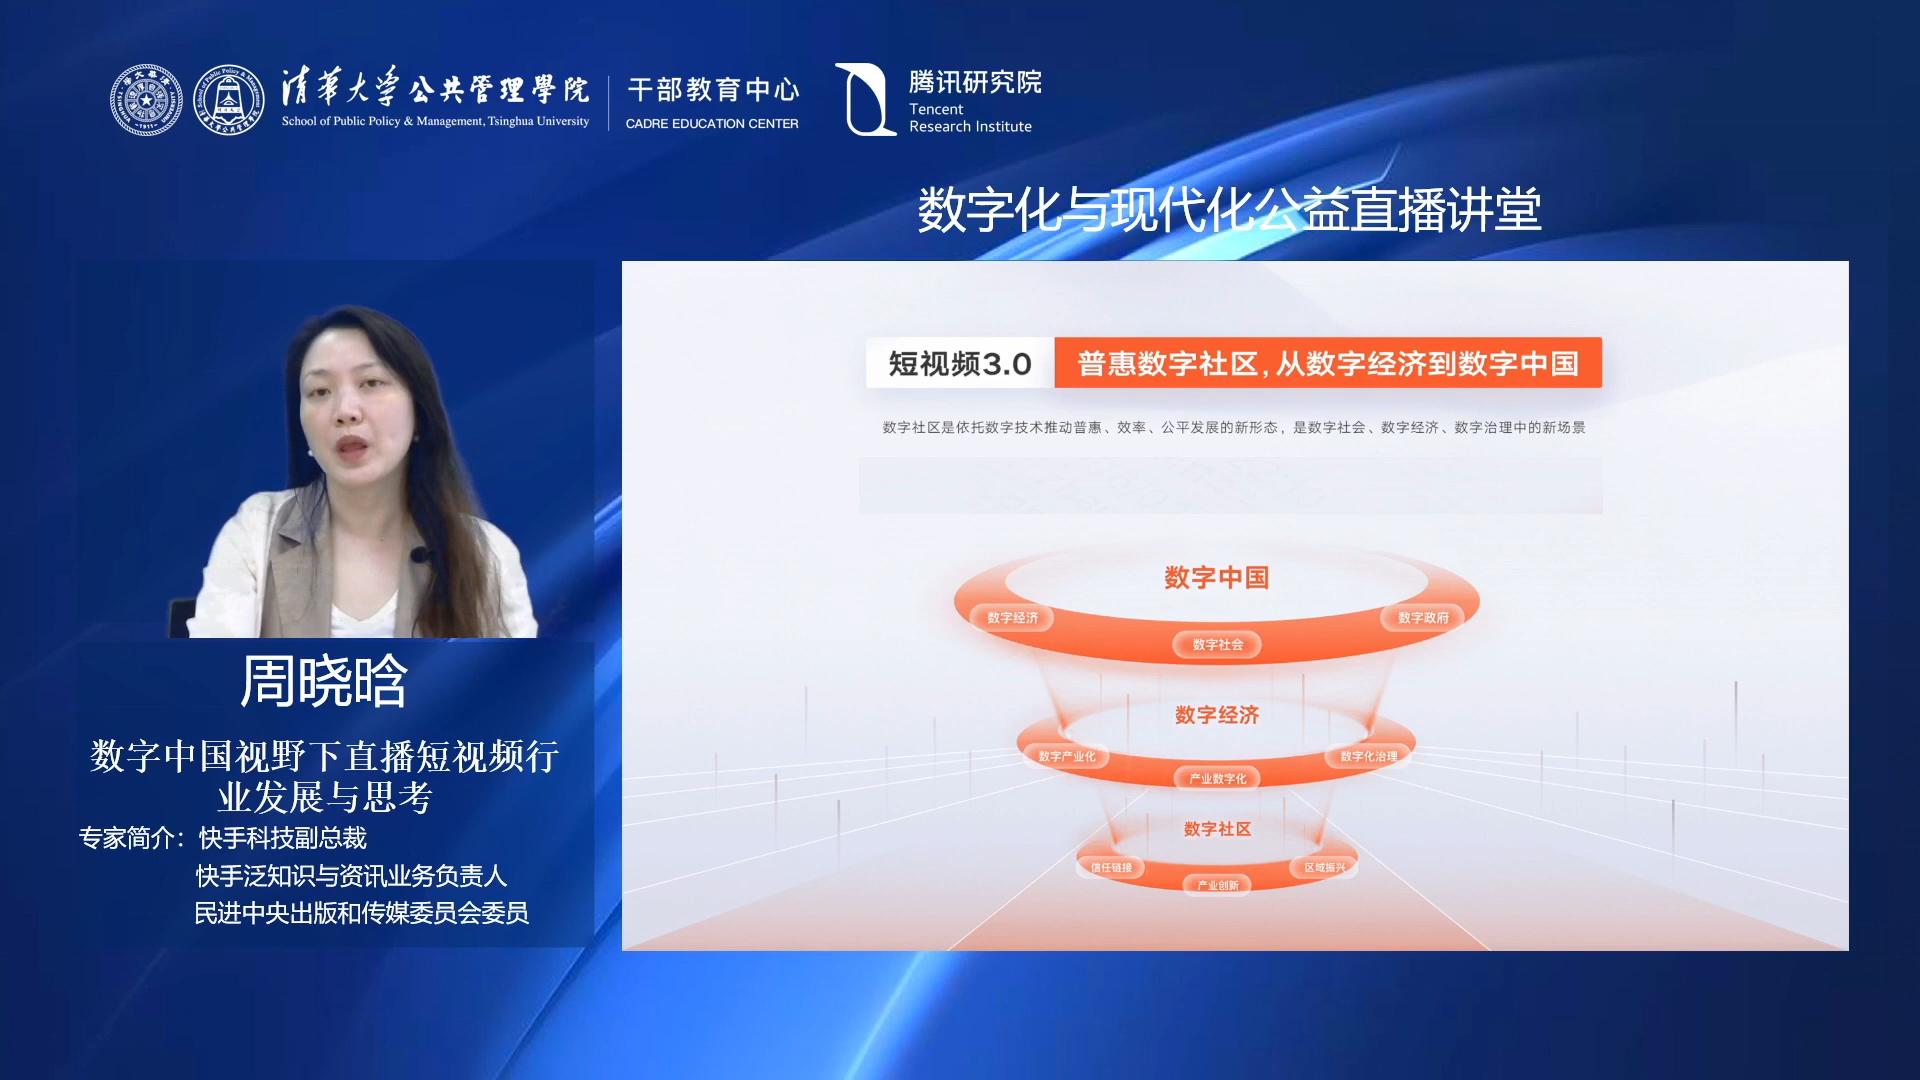 清華大学公共管理學院
School of Public Policy & Management, Tsinghua University
干部教育中心
CADRE EDUCATION CENTER
腾讯研究院
Tencent
Research Institute
数字化与现代化公益直播讲堂
周晓晗
数字中国视野下直播短视频行
业发展与思考
专家简介：快手科技副总裁
快手泛知识与资讯业务负责人
民进中央出版和传媒委员会委员
短视频3.0
普惠数字社区,从数字经济到数字中国
数字社区是依托数字技术推动普惠、效率、公平发展的新形态，是数字社会、数字经济、数字治理中的新场景
数字中国
数字经济
数字社会
数字政府
数字经济
数字产业化
产业数字化
数字化治理
数字社区
信任链接
产业创新
区域振兴